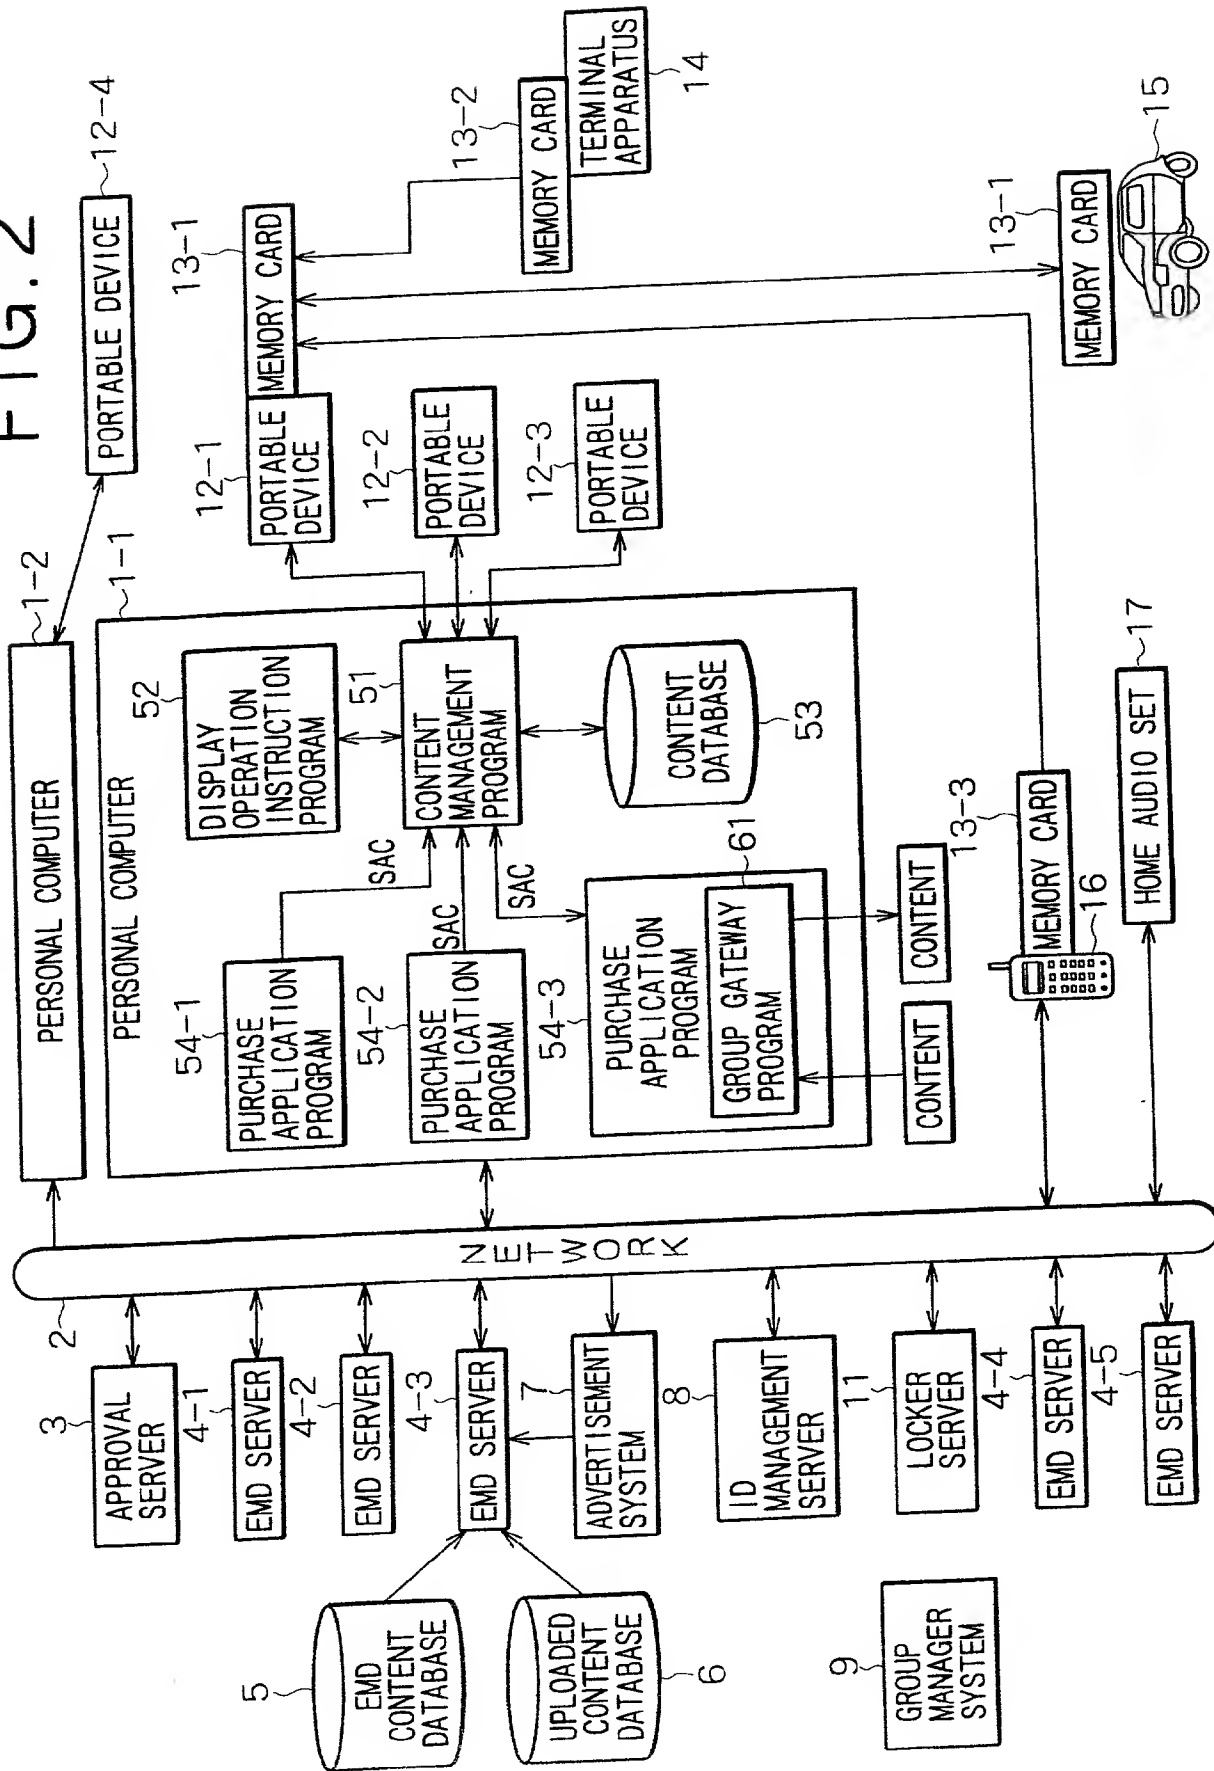 FIG. 2
5
EMD
CONTENT
DATABASE
UPLOADED
CONTENT
DATABASE
6
9
GROUP
MANAGER
SYSTEM
3
APPROVAL
SERVER
4-1
EMD SERVER
4-2
EMD SERVER
4-3
EMD SERVER
7
ADVERTISEMENT
SYSTEM
8
ID
MANAGEMENT
SERVER
11
LOCKER
SERVER
4-4
EMD SERVER
4-5
EMD SERVER
2
NETWORK
PERSONAL COMPUTER
1-2
PERSONAL COMPUTER
1-1
54-1
PURCHASE
APPLICATION
PROGRAM
54-2
PURCHASE
APPLICATION
PROGRAM
54-3
PURCHASE
APPLICATION
PROGRAM
GROUP GATEWAY
PROGRAM
61
SAC
SAC
SAC
52
DISPLAY
OPERATION
INSTRUCTION
PROGRAM
51
CONTENT
MANAGEMENT
PROGRAM
CONTENT
DATABASE
53
CONTENT
CONTENT
12-1
PORTABLE
DEVICE
12-2
PORTABLE
DEVICE
12-3
PORTABLE
DEVICE
PORTABLE DEVICE
12-4
MEMORY CARD
13-1
MEMORY CARD
13-2
TERMINAL
APPARATUS
14
MEMORY CARD
13-1
15
MEMORY CARD
13-3
16
HOME AUDIO SET
17